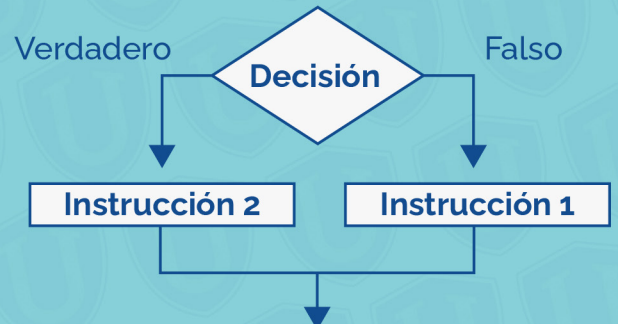 Verdadero
Falso
Decisión
Instrucción 2
Instrucción 1